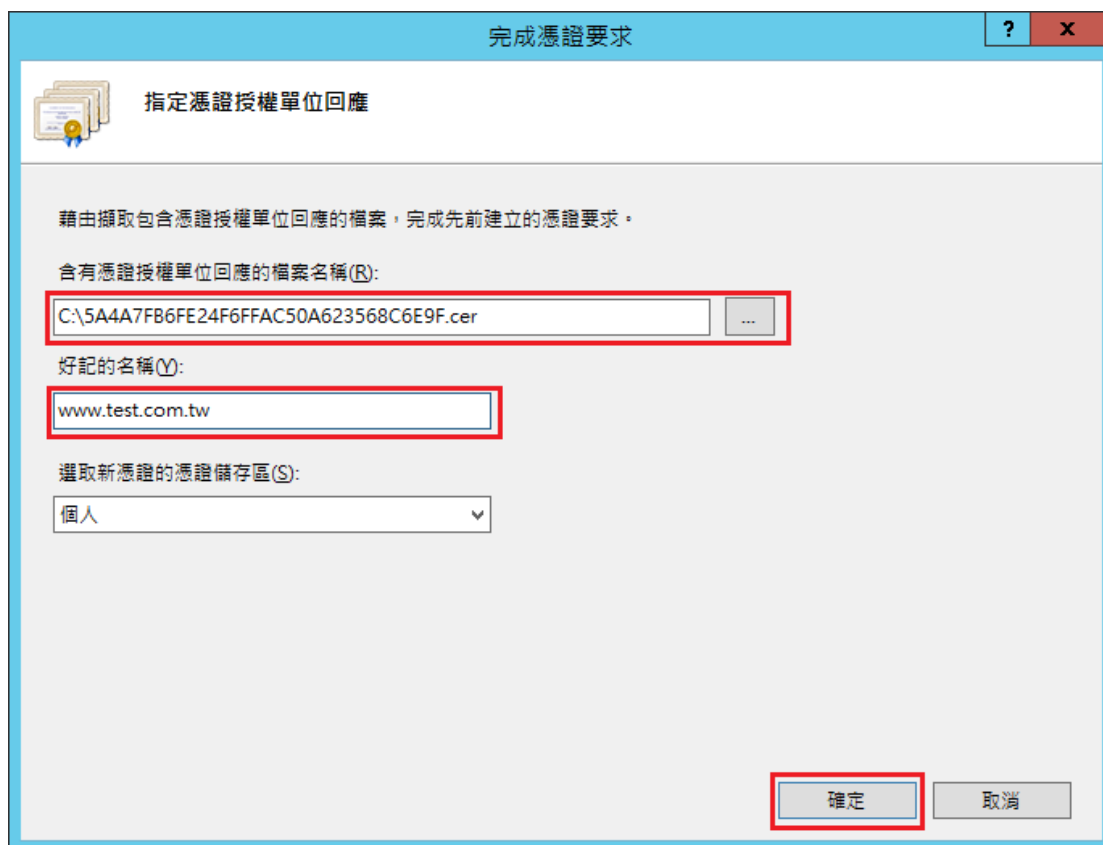 完成憑證要求
? x
指定憑證授權單位回應
藉由擷取包含憑證授權單位回應的檔案，完成先前建立的憑證要求。
含有憑證授權單位回應的檔案名稱(R):
C:\5A4A7FB6FE24F6FFAC50A623568C6E9F.cer
...
好記的名稱(Y):
www.test.com.tw
選取新憑證的憑證儲存區(S):
個人
確定 取消